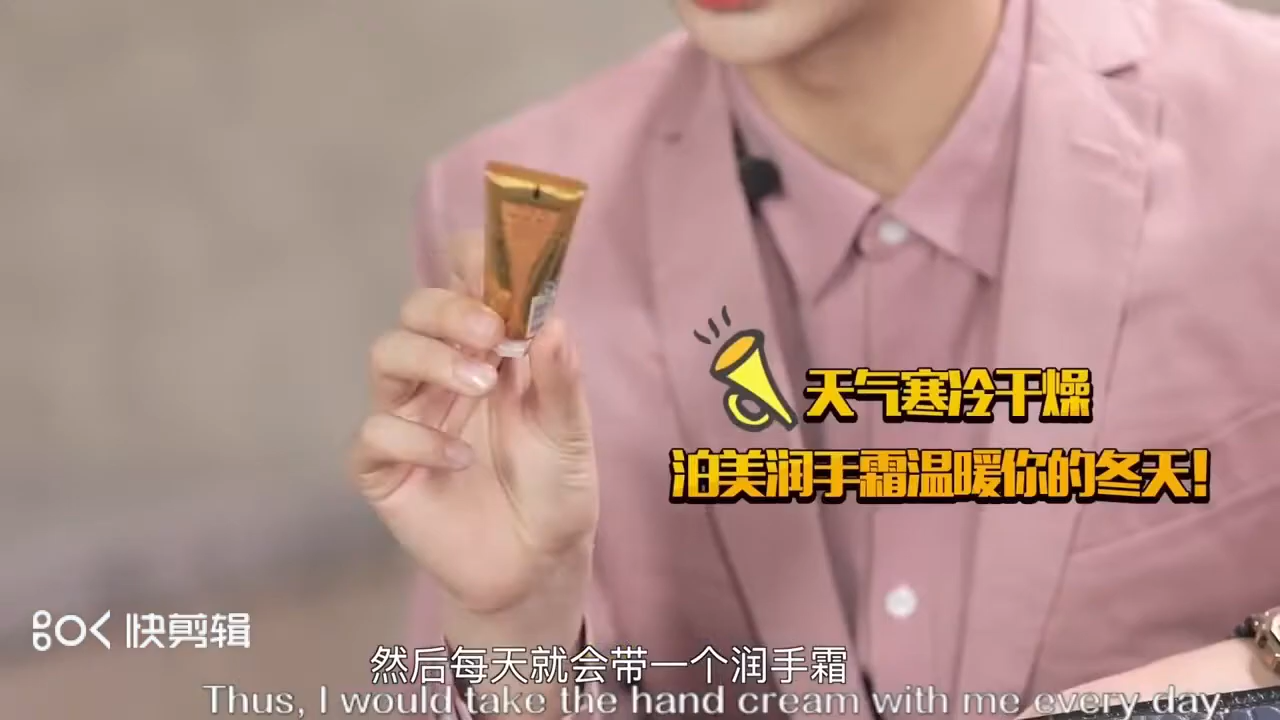 天气寒冷干燥
泊美润手霜温暖你的冬天!
快剪辑
然后每天就会带一个润手霜
Thus, I would take the hand cream with me every day.